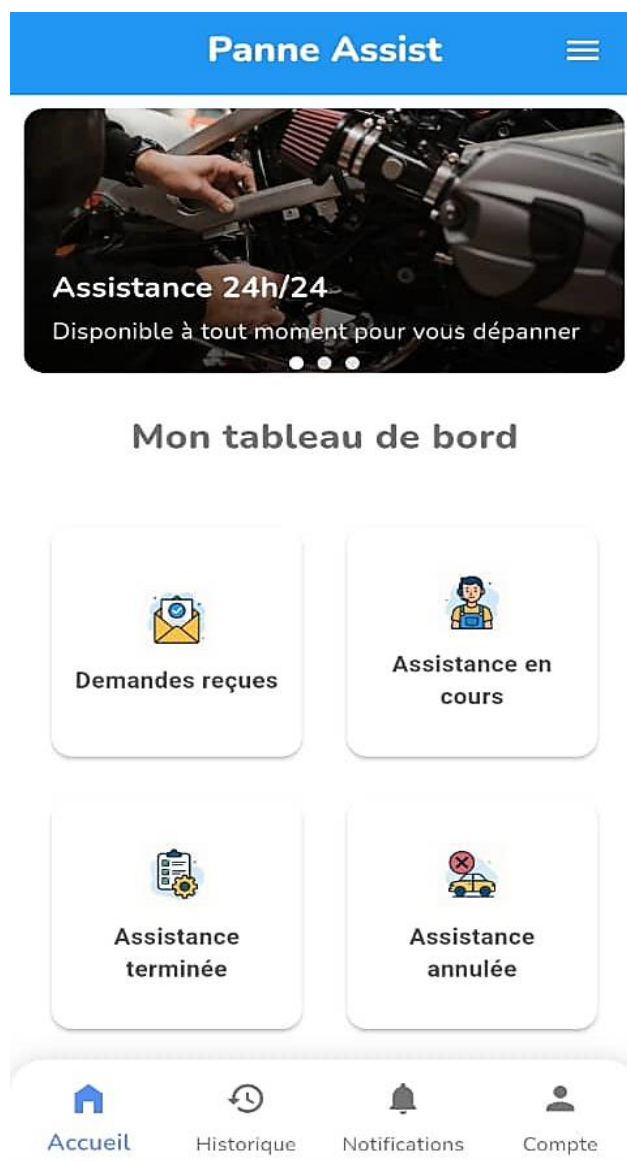 Panne Assist
Assistance 24h/24
Disponible à tout moment pour vous dépanner
Mon tableau de bord
Demandes reçues
Assistance en
cours
Assistance
terminée
Assistance
annulée
Accueil
Historique
Notifications
Compte